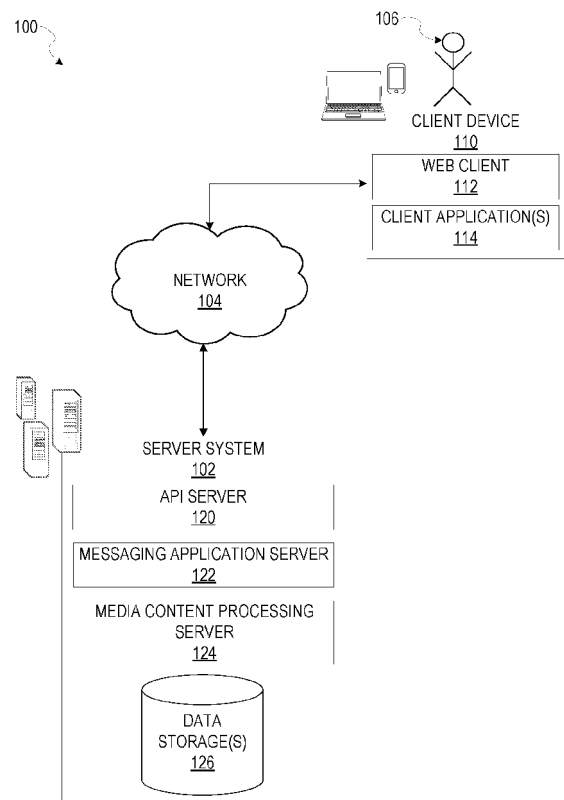 100
106
CLIENT DEVICE
110
WEB CLIENT
112
CLIENT APPLICATION(S)
114
NETWORK
104
SERVER SYSTEM
102
API SERVER
120
MESSAGING APPLICATION SERVER
122
MEDIA CONTENT PROCESSING
SERVER
124
DATA
STORAGE(S)
126